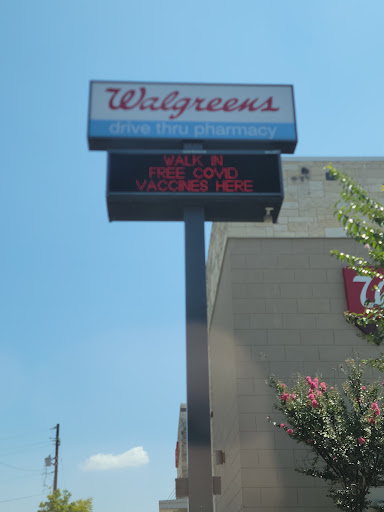 Walgreens
drive thru pharmacy
WALK IN
FREE COVID
VACCINES HERE